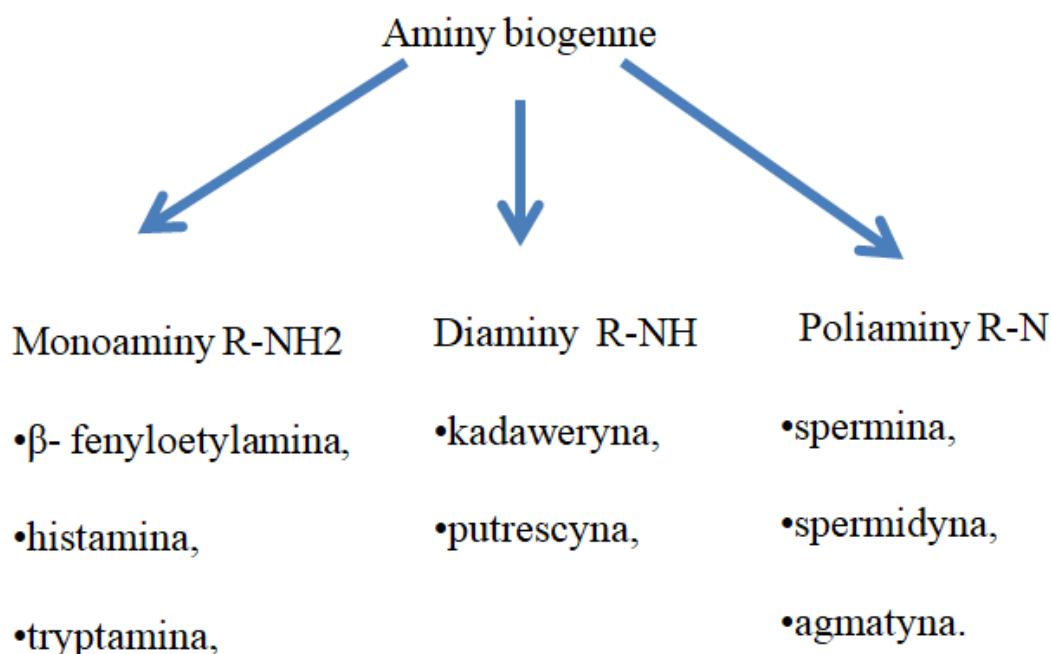 Aminy biogenne
Monoaminy R-NH2
•β- fenyloetylamina,
•histamina,
•tryptamina,
Diaminy  R-NH
•kadaweryna,
•putrescyna,
Poliaminy R-N
•spermina,
•spermidyna,
•agmatyna.